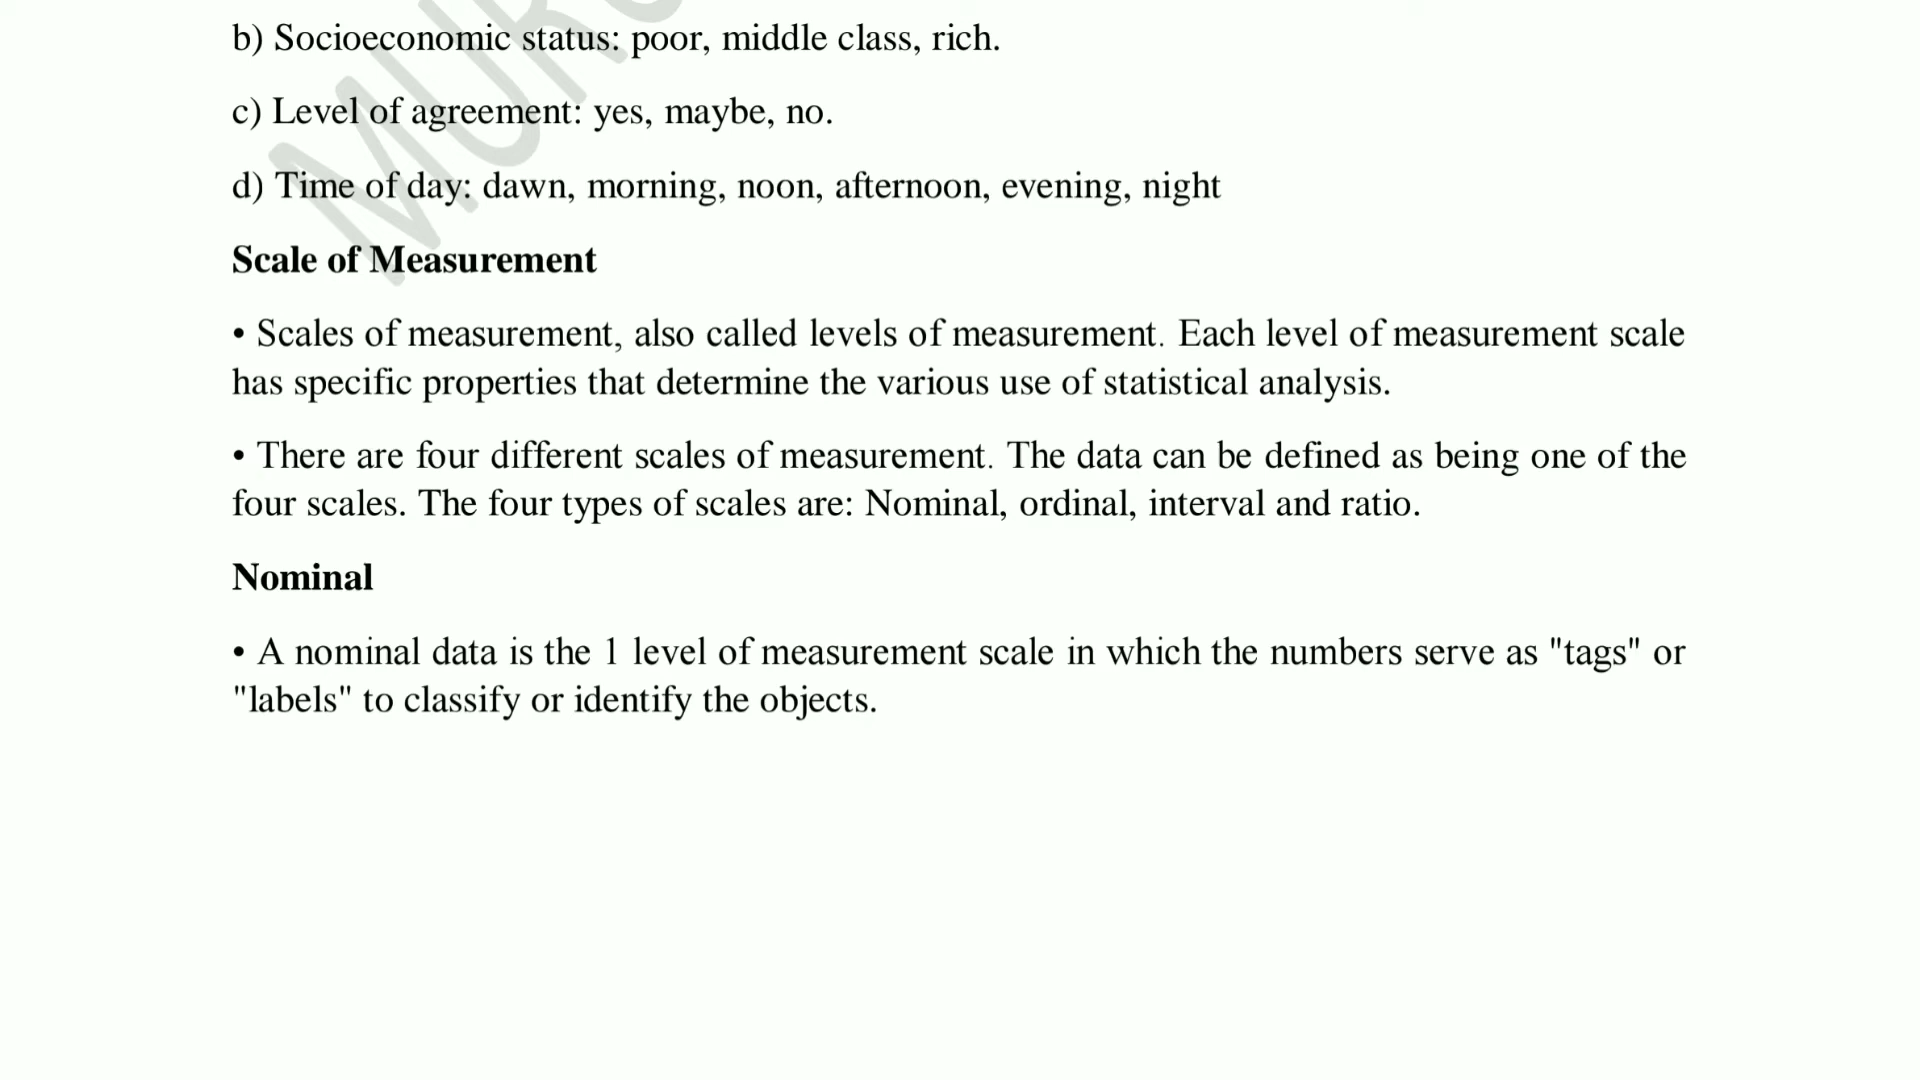 b) Socioeconomic status: poor, middle class, rich.
c) Level of agreement: yes, maybe, no.
d) Time of day: dawn, morning, noon, afternoon, evening, night
Scale of Measurement
• Scales of measurement, also called levels of measurement. Each level of measurement scale
has specific properties that determine the various use of statistical analysis.
• There are four different scales of measurement. The data can be defined as being one of the
four scales. The four types of scales are: Nominal, ordinal, interval and ratio.
Nominal
• A nominal data is the 1 level of measurement scale in which the numbers serve as "tags" or
"labels" to classify or identify the objects.